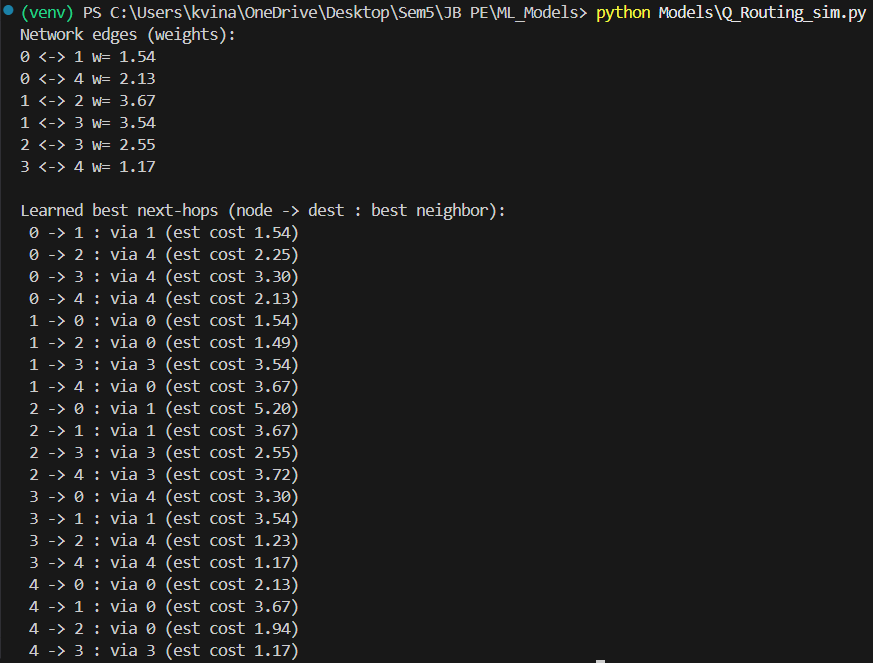 (venv) PS C:\Users\kvina\OneDrive\Desktop\Sem5\JB PE\ML_Models> python Models\Q_Routing_sim.py
Network edges (weights):
0 <-> 1 w= 1.54
0 <-> 4 w= 2.13
1 <-> 2 w= 3.67
1 <-> 3 w= 3.54
2 <-> 3 w= 2.55
3 <-> 4 w= 1.17

Learned best next-hops (node -> dest : best neighbor):
 0 -> 1 : via 1 (est cost 1.54)
 0 -> 2 : via 4 (est cost 2.25)
 0 -> 3 : via 4 (est cost 3.30)
 0 -> 4 : via 4 (est cost 2.13)
 1 -> 0 : via 0 (est cost 1.54)
 1 -> 2 : via 0 (est cost 1.49)
 1 -> 3 : via 3 (est cost 3.54)
 1 -> 4 : via 0 (est cost 3.67)
 2 -> 0 : via 1 (est cost 5.20)
 2 -> 1 : via 1 (est cost 3.67)
 2 -> 3 : via 3 (est cost 2.55)
 2 -> 4 : via 3 (est cost 3.72)
 3 -> 0 : via 4 (est cost 3.30)
 3 -> 1 : via 1 (est cost 3.54)
 3 -> 2 : via 4 (est cost 1.23)
 3 -> 4 : via 4 (est cost 1.17)
 4 -> 0 : via 0 (est cost 2.13)
 4 -> 1 : via 0 (est cost 3.67)
 4 -> 2 : via 0 (est cost 1.94)
 4 -> 3 : via 3 (est cost 1.17)